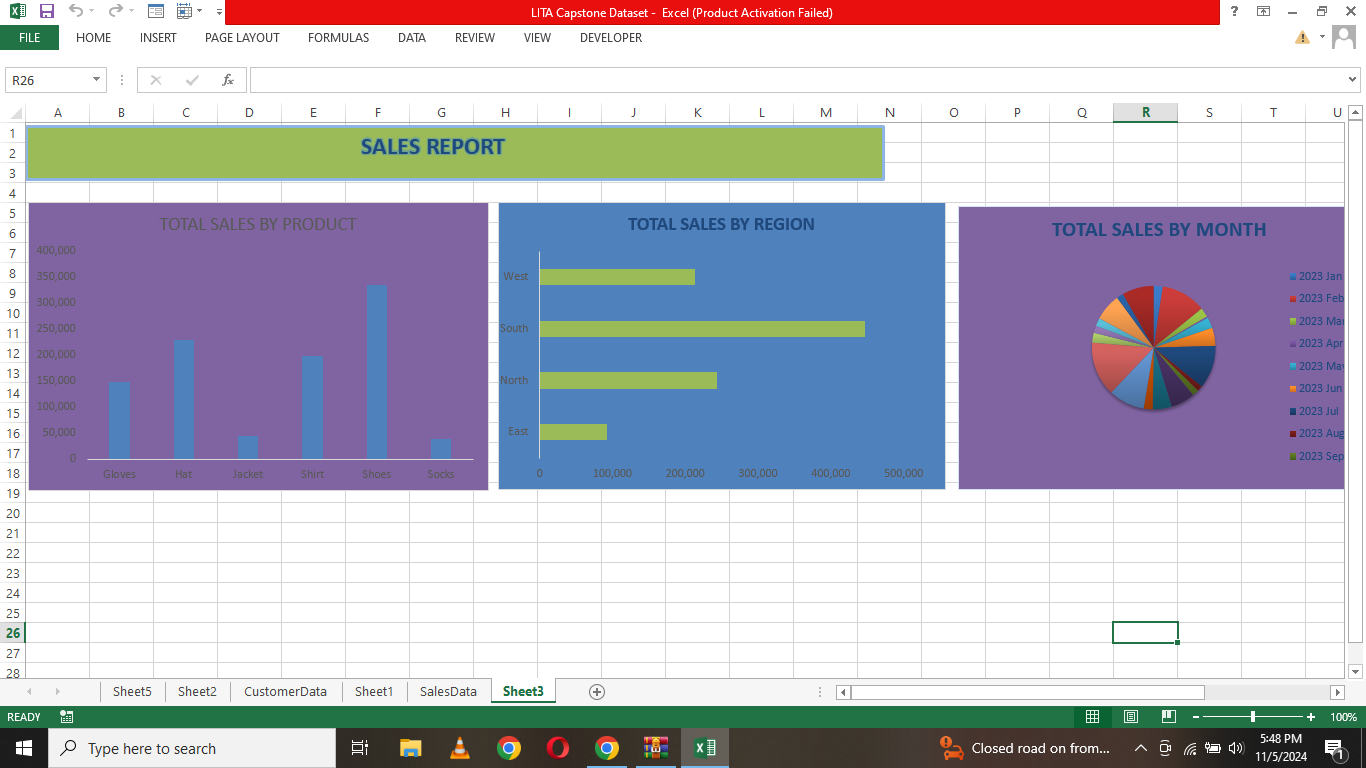 LITA Capstone Dataset - Excel (Product Activation Failed)
FILE HOME INSERT PAGE LAYOUT FORMULAS DATA REVIEW VIEW DEVELOPER
R26 fx
A B C D E F G H I J K L M N O P Q R S T U
1
2
3
4
5
6
7
8
9
10
11
12
13
14
15
16
17
18
19
20
21
22
23
24
25
26
27
28
SALES REPORT
TOTAL SALES BY PRODUCT
400,000
350,000
300,000
250,000
200,000
150,000
100,000
50,000
0
Gloves Hat Jacket Shirt Shoes Socks
TOTAL SALES BY REGION
West
South
North
East
0 100,000 200,000 300,000 400,000 500,000
TOTAL SALES BY MONTH
2023 Jan
2023 Feb
2023 Mar
2023 Apr
2023 May
2023 Jun
2023 Jul
2023 Aug
2023 Sep
Sheet5 Sheet2 CustomerData Sheet1 SalesData Sheet3
READY 100%
Type here to search
Closed road on from...
5:48 PM
11/5/2024
1